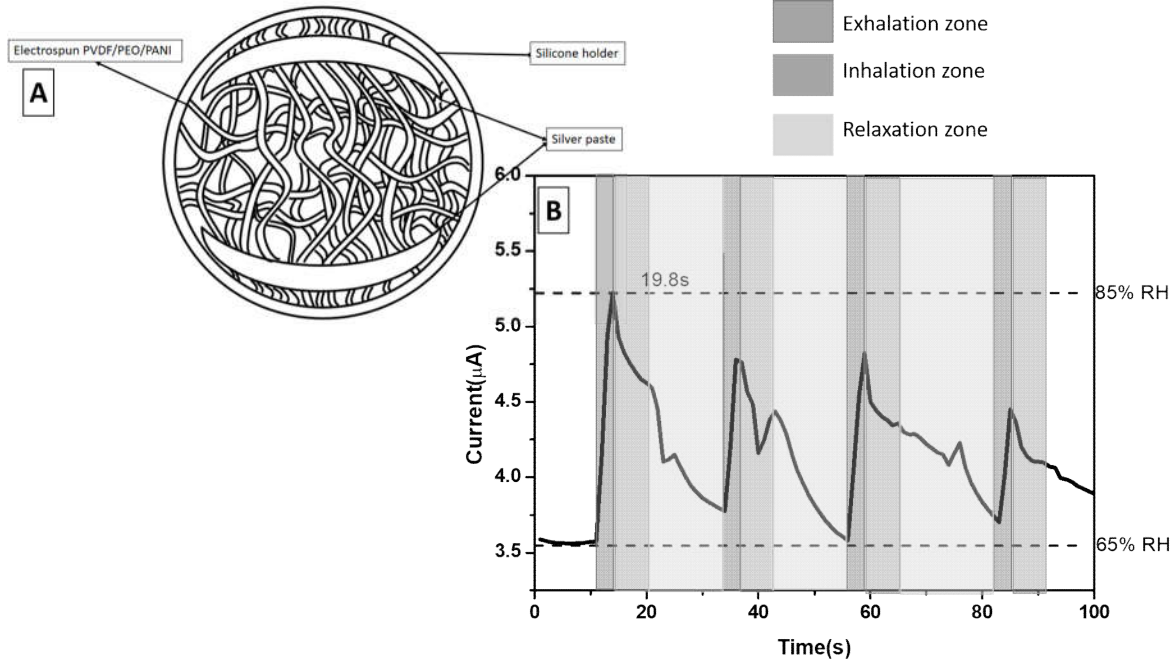 Electrospun PVDF/PEO/PANI
A
Silicone holder
Silver paste
Exhalation zone
Inhalation zone
Relaxation zone
B
19.8s
85% RH
65% RH
Current(μA)
6.0
5.5
5.0
4.5
4.0
3.5
0 20 40 60 80 100
Time(s)